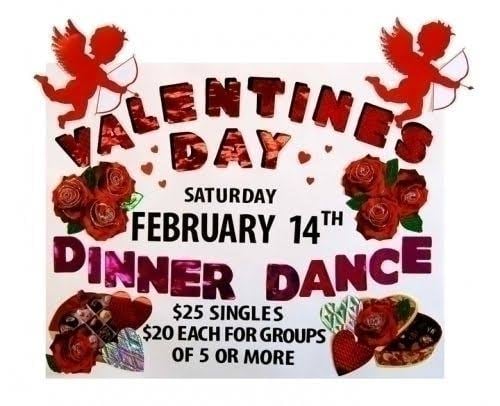 VALENTINES
DAY
SATURDAY
FEBRUARY 14TH
DINNER DANCE
$25 SINGLES
$20 EACH FOR GROUPS
OF 5 OR MORE